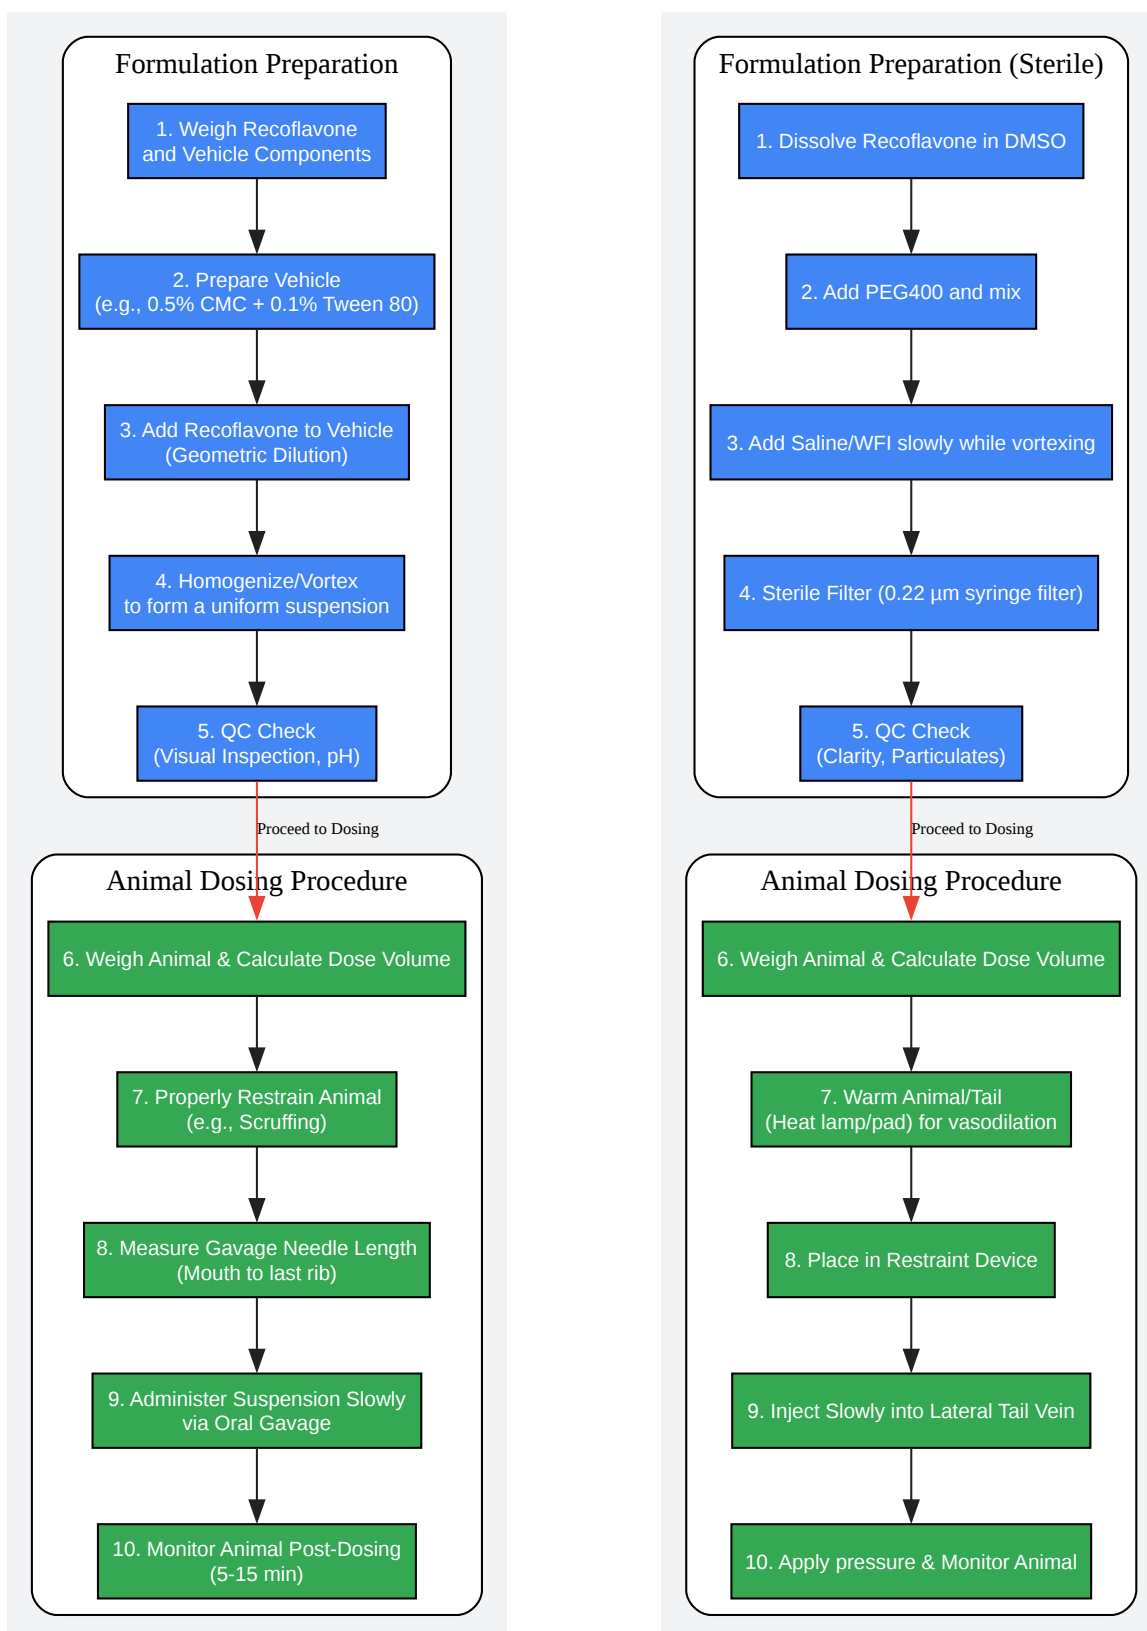 Formulation Preparation
1. Weigh Recoflavone
and Vehicle Components
2. Prepare Vehicle
(e.g., 0.5% CMC + 0.1% Tween 80)
3. Add Recoflavone to Vehicle
(Geometric Dilution)
4. Homogenize/Vortex
to form a uniform suspension
5. QC Check
(Visual Inspection, pH)
Proceed to Dosing
Animal Dosing Procedure
6. Weigh Animal & Calculate Dose Volume
7. Properly Restrain Animal
(e.g., Scruffing)
8. Measure Gavage Needle Length
(Mouth to last rib)
9. Administer Suspension Slowly
via Oral Gavage
10. Monitor Animal Post-Dosing
(5-15 min)
Formulation Preparation (Sterile)
1. Dissolve Recoflavone in DMSO
2. Add PEG400 and mix
3. Add Saline/WFI slowly while vortexing
4. Sterile Filter (0.22 µm syringe filter)
5. QC Check
(Clarity, Particulates)
Proceed to Dosing
Animal Dosing Procedure
6. Weigh Animal & Calculate Dose Volume
7. Warm Animal/Tail
(Heat lamp/pad) for vasodilation
8. Place in Restraint Device
9. Inject Slowly into Lateral Tail Vein
10. Apply pressure & Monitor Animal